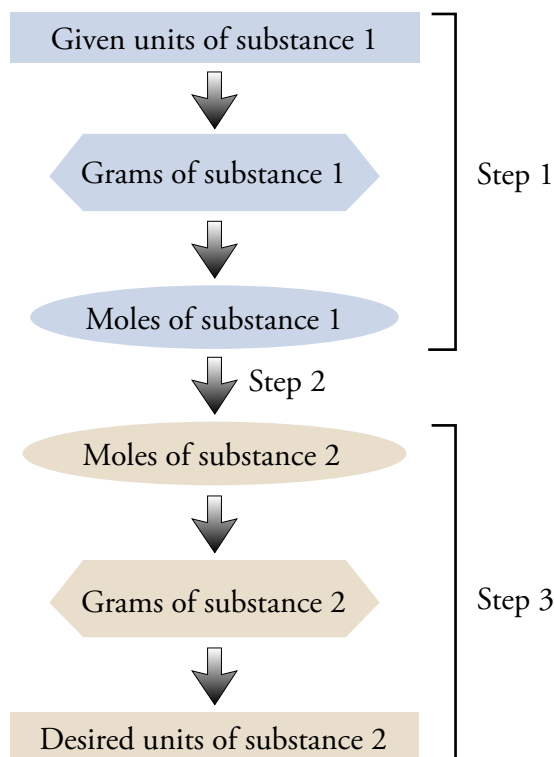 Given units of substance 1
Grams of substance 1
Step 1
Moles of substance 1
Step 2
Moles of substance 2
Grams of substance 2
Step 3
Desired units of substance 2